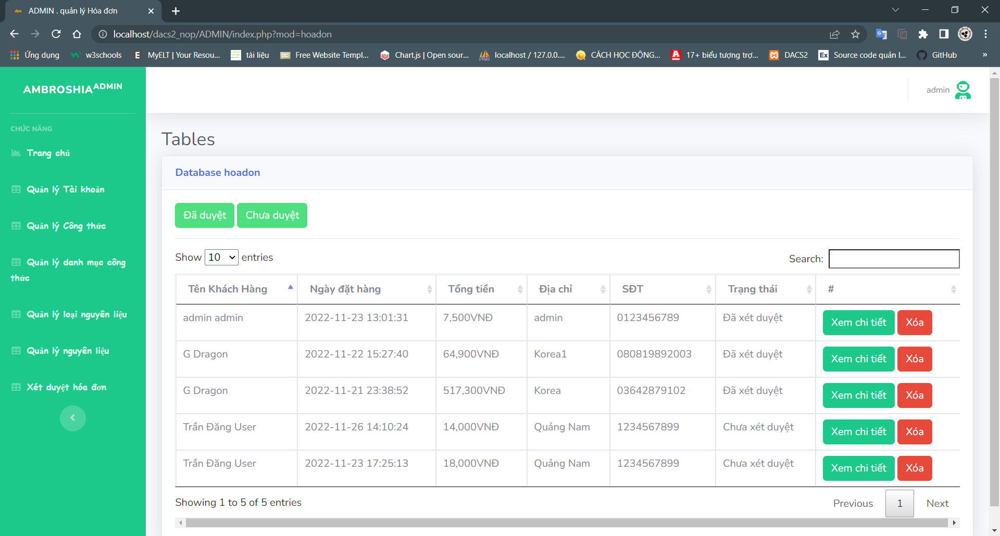 ADMIN . quản lý Hóa đơn
localhost/dacs2_nop/ADMIN/index.php?mod=hoadon
Ứng dụng w3schools MyELT | Your Resou... tài liệu Free Website Templ... Chart.js | Open sour... localhost / 127.0.0.... CÁCH HỌC ĐỘNG... 17+ biểu tượng trợ... DACS2 Source code quản l... GitHub »
AMBROSHIA ADMIN
admin
CHỨC NĂNG
Trang chủ
Quản lý Tài khoản
Quản lý Công thức
Quản lý danh mục công
thức
Quản lý loại nguyên liệu
Quản lý nguyên liệu
Xét duyệt hóa đơn
Tables
Database hoadon
Đã duyệt Chưa duyệt
Show 10 entries Search:
Tên Khách Hàng Ngày đặt hàng Tổng tiền Địa chỉ SĐT Trạng thái #
admin admin 2022-11-23 13:01:31 7,500VNĐ admin 0123456789 Đã xét duyệt Xem chi tiết Xóa
G Dragon 2022-11-22 15:27:40 64,900VNĐ Korea1 080819892003 Đã xét duyệt Xem chi tiết Xóa
G Dragon 2022-11-21 23:38:52 517,300VNĐ Korea 03642879102 Đã xét duyệt Xem chi tiết Xóa
Trần Đăng User 2022-11-26 14:10:24 14,000VNĐ Quảng Nam 1234567899 Chưa xét duyệt Xem chi tiết Xóa
Trần Đăng User 2022-11-23 17:25:13 18,000VNĐ Quảng Nam 1234567899 Chưa xét duyệt Xem chi tiết Xóa
Showing 1 to 5 of 5 entries Previous 1 Next